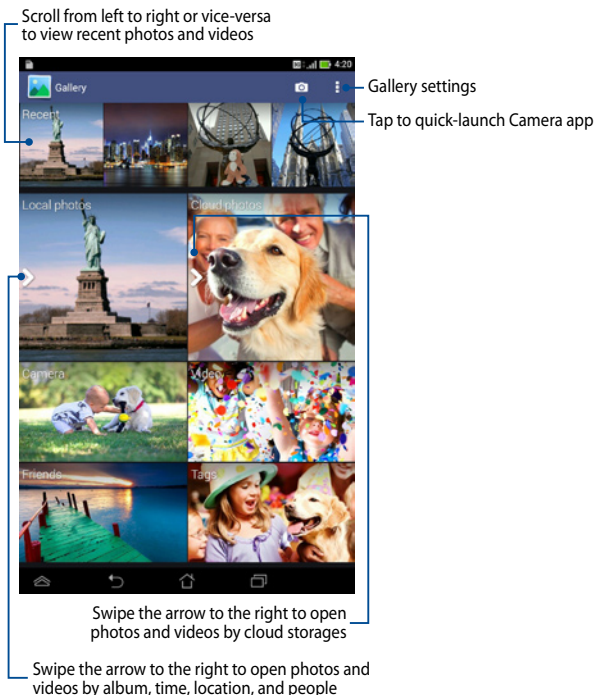 Scroll from left to right or vice-versa
to view recent photos and videos
4:20
Gallery
Gallery settings
Recent
Tap to quick-launch Camera app
Local photos
Cloud photos
Camera
Videos
Friends
Tags
Swipe the arrow to the right to open
photos and videos by cloud storages
Swipe the arrow to the right to open photos and
videos by album, time, location, and people